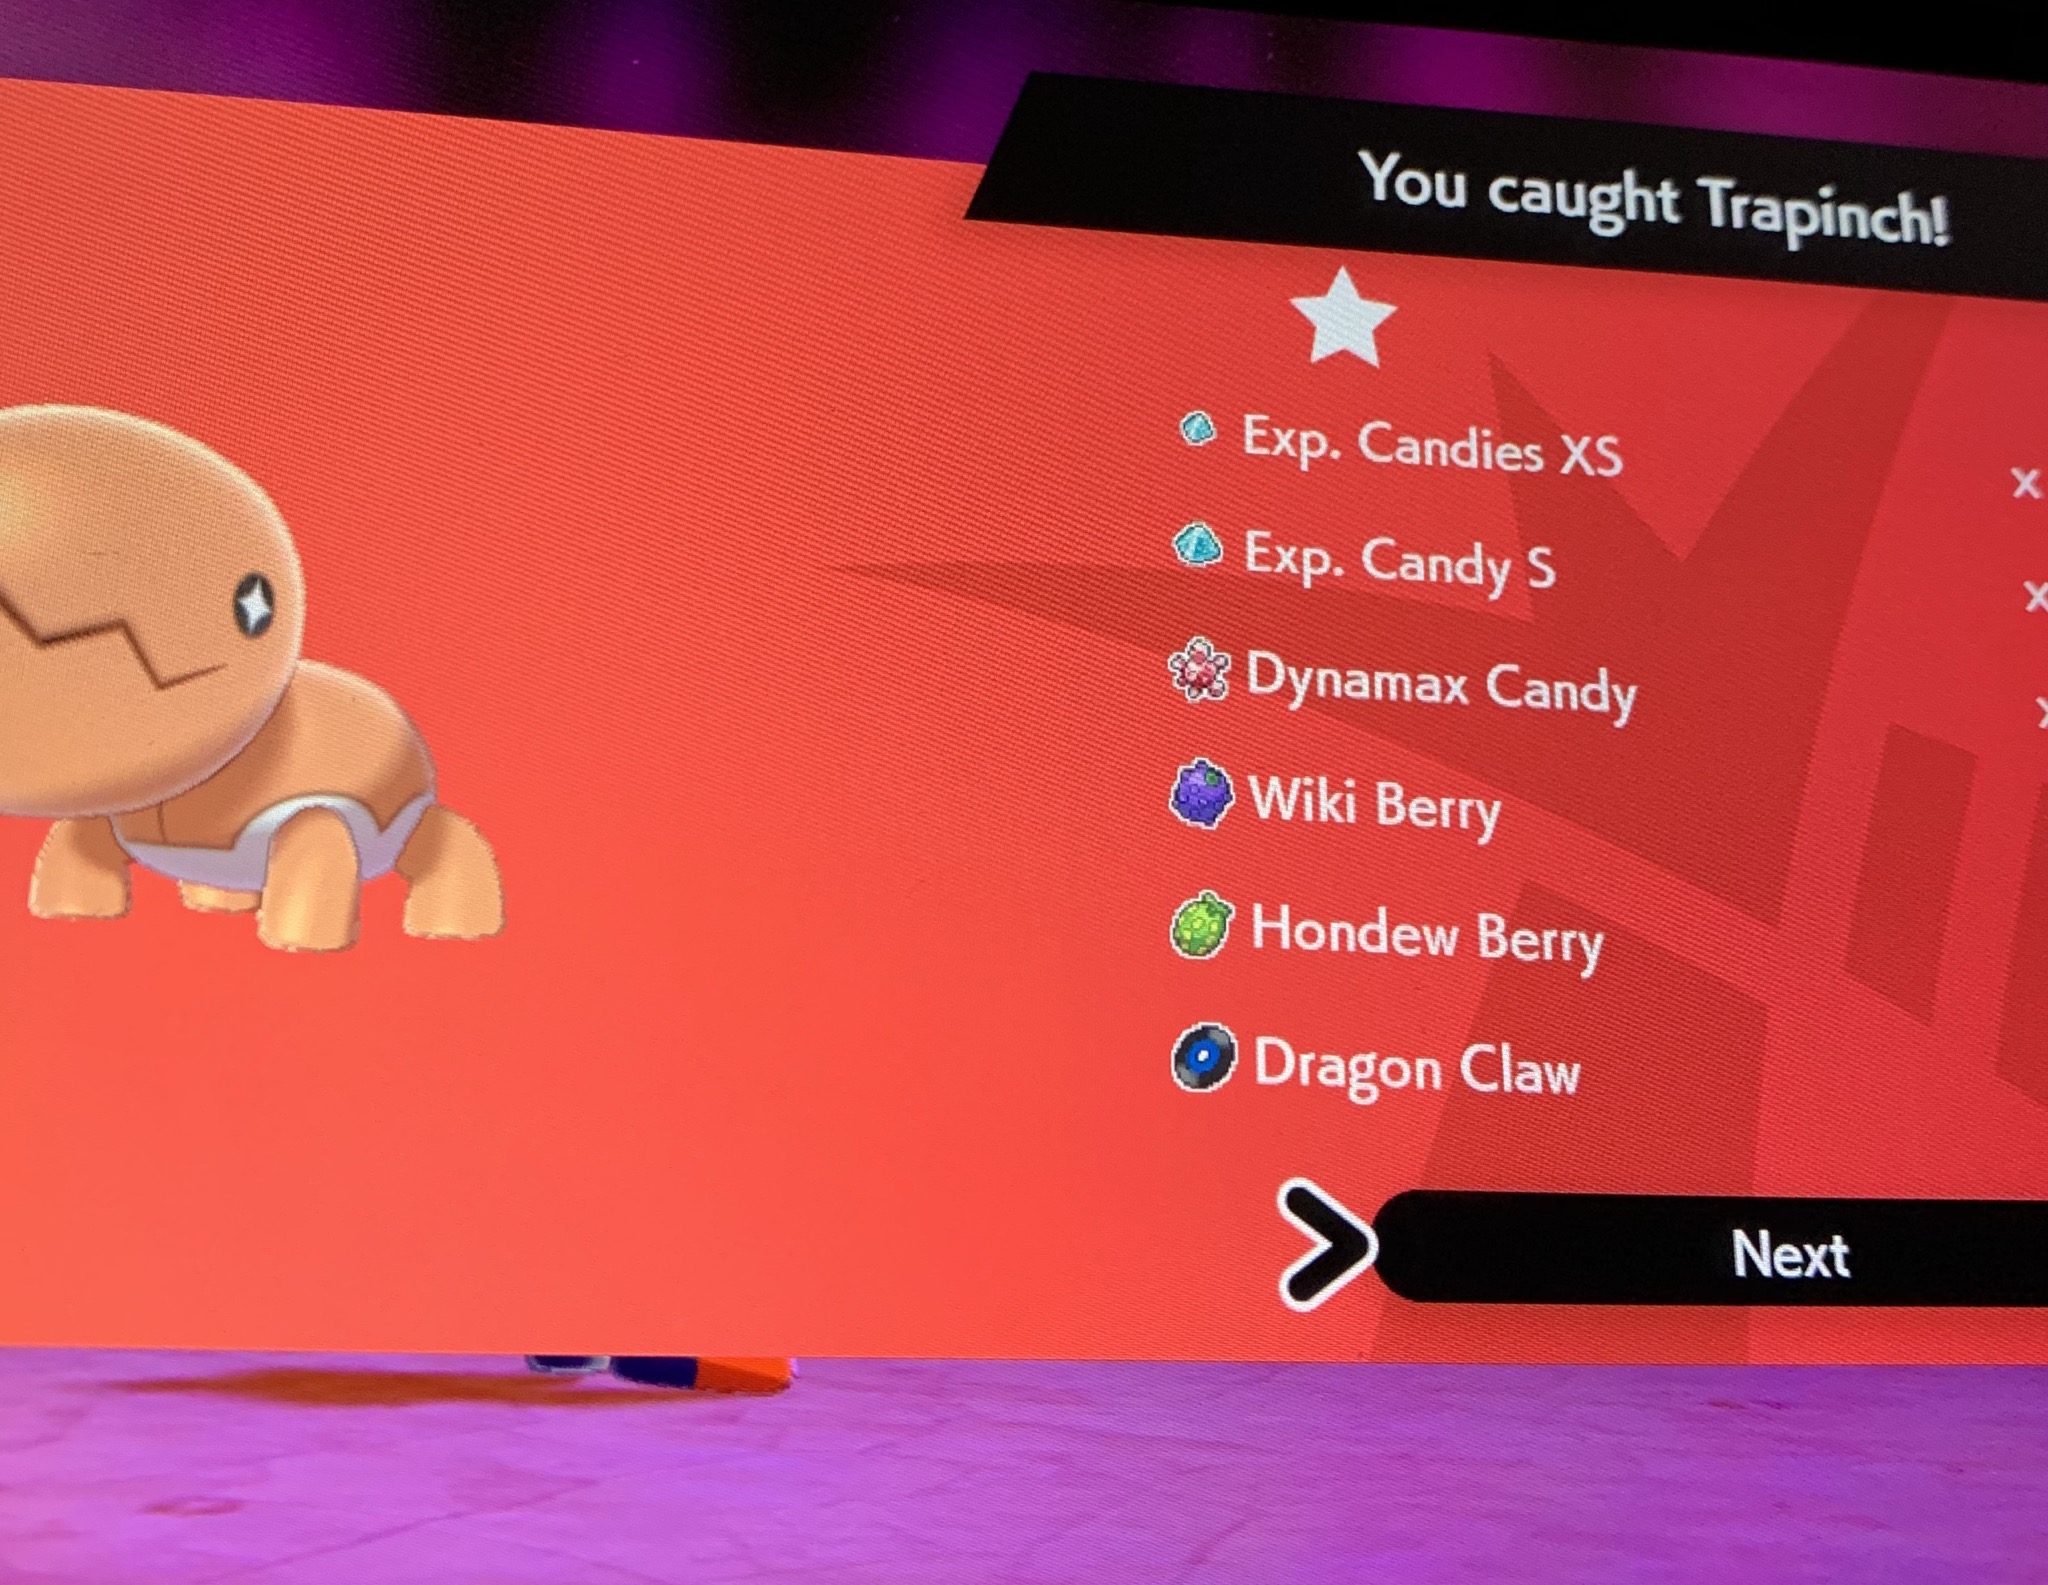 You caught Trapinch!
Exp. Candies XS x
Exp. Candy S x
Dynamax Candy
Wiki Berry
Hondew Berry
Dragon Claw
Next